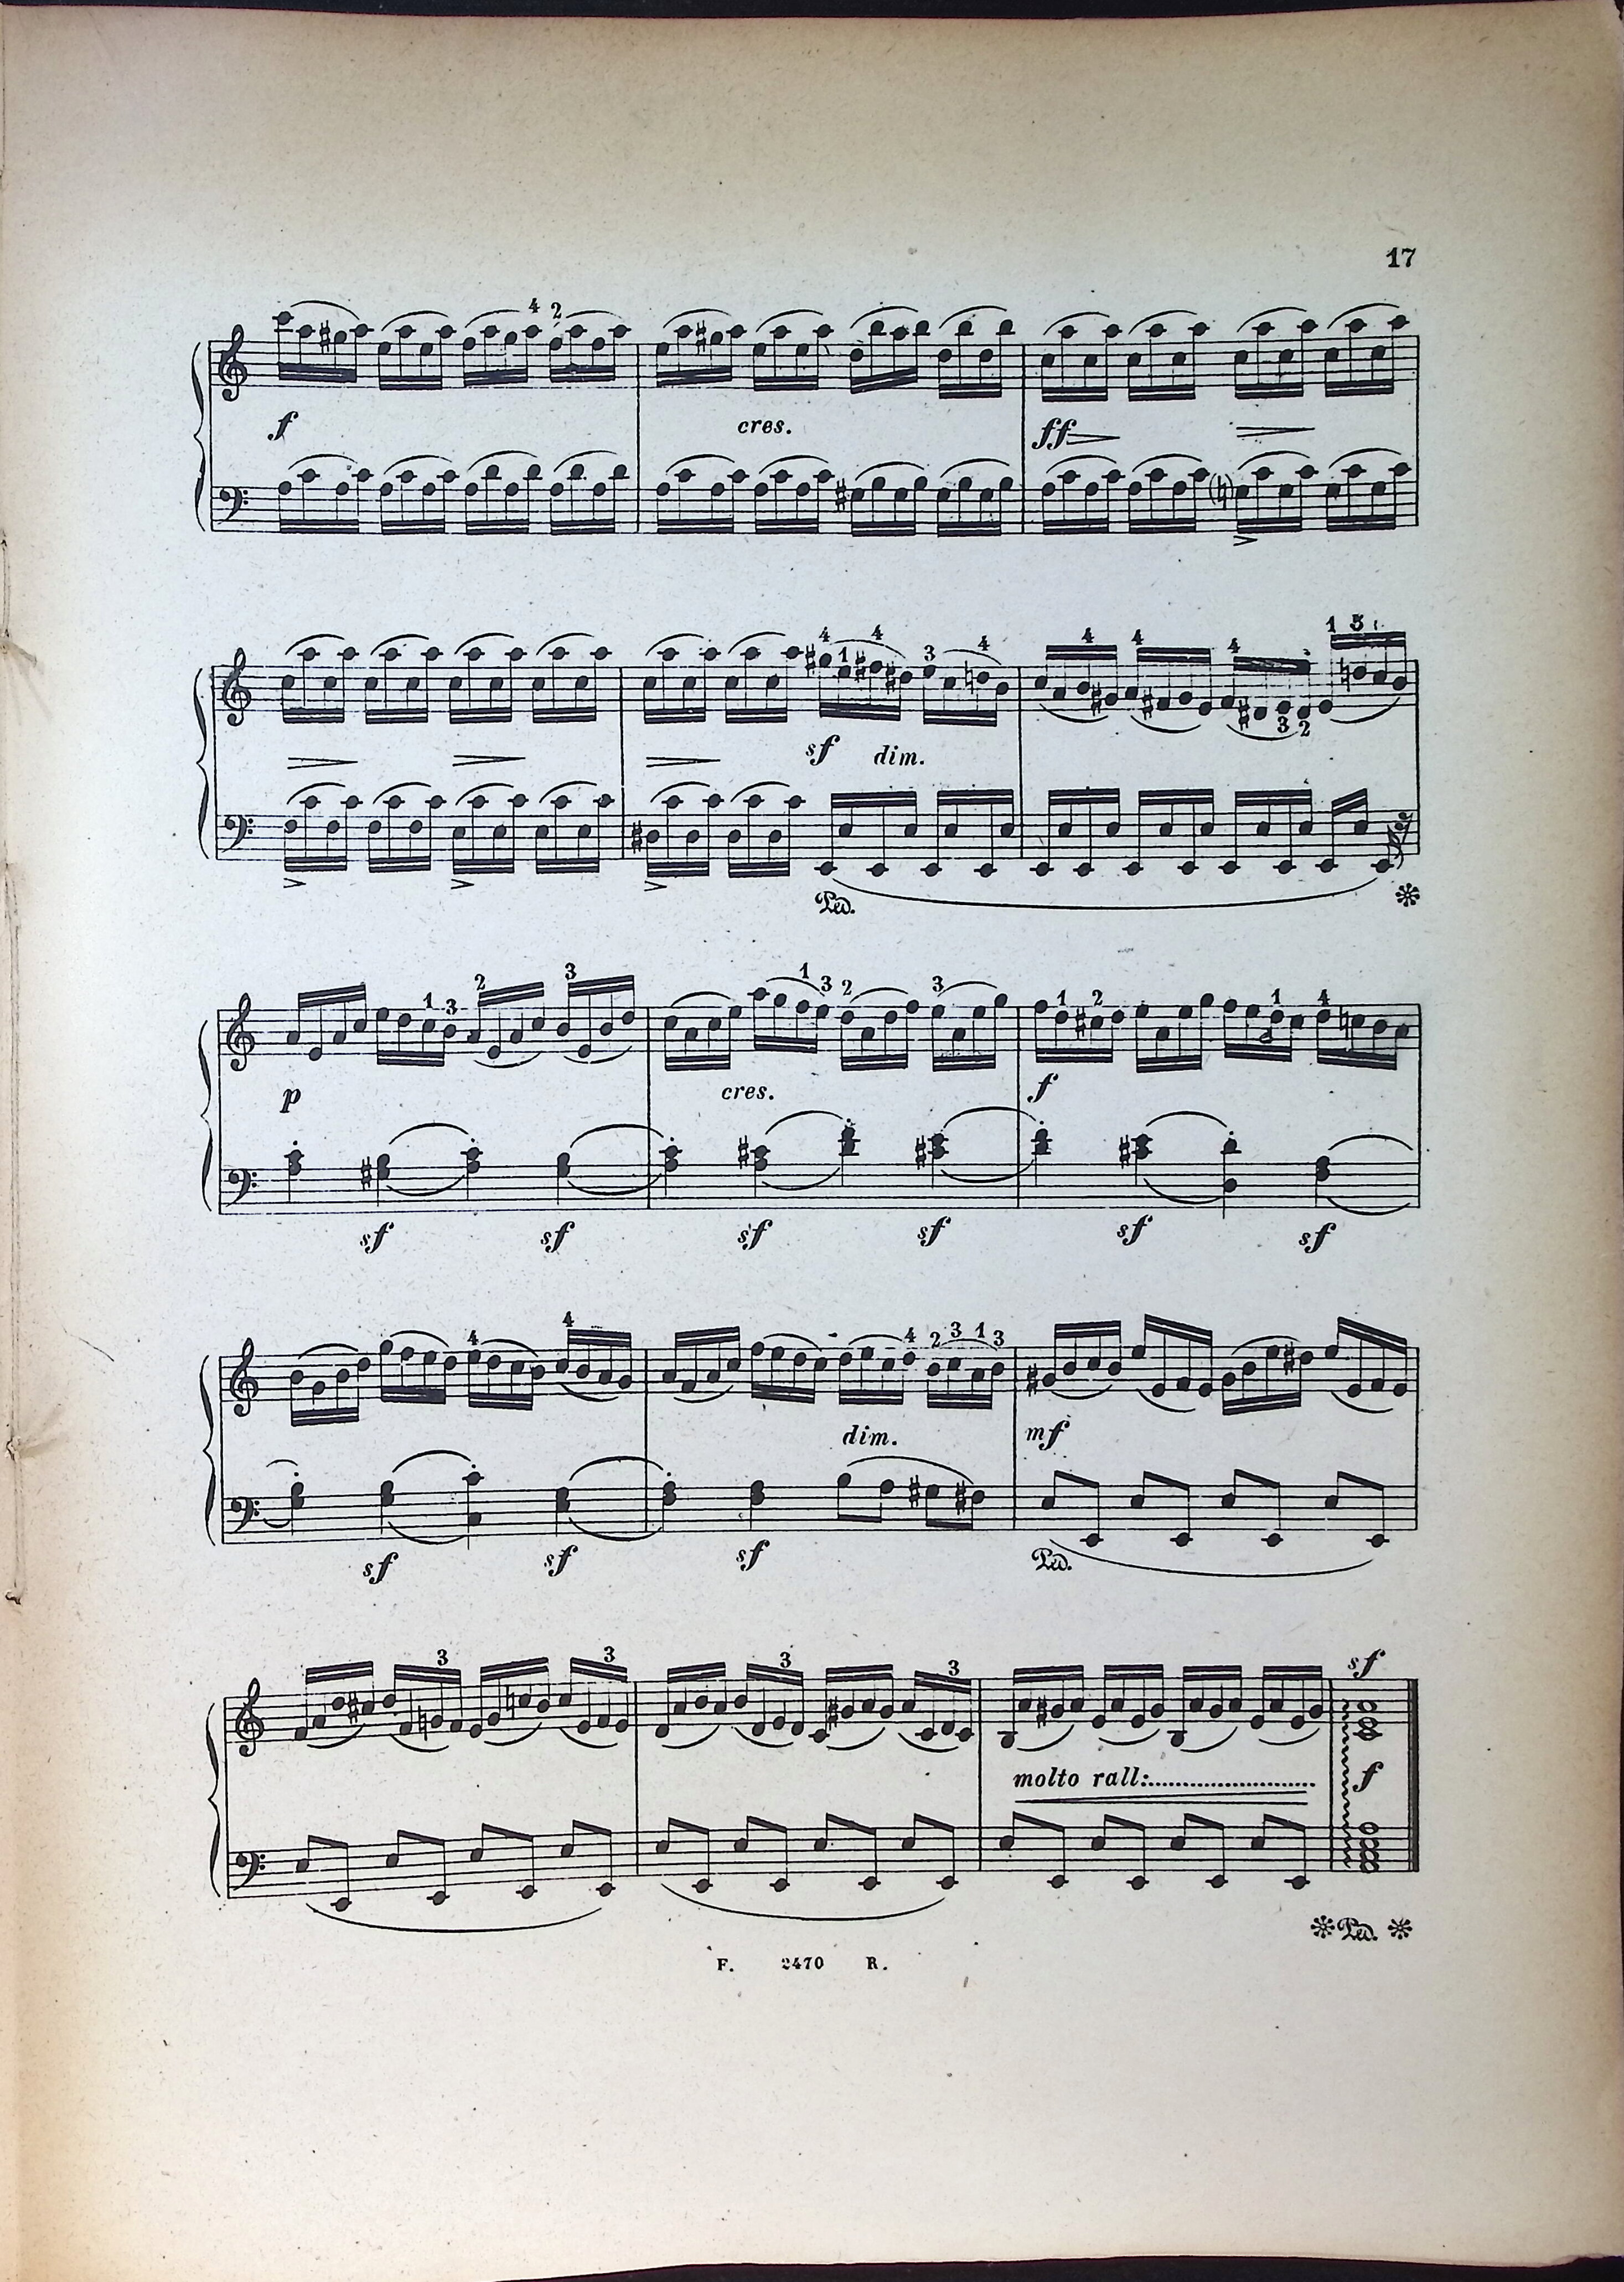 17
4 2
f cres. ff
4 1 4 3 4 4 4 4 3 2 1 5
sf dim.
Ped.
1 3 2 3 1 3 2 3 1 2 1 4
p cres. f
sf sf sf sf sf sf
4 4 4 2 3 1 3
dim. mf
sf sf sf Ped.
3 3 3 3 sf
molto rall:........................ f
Ped.
F. 2470 R.